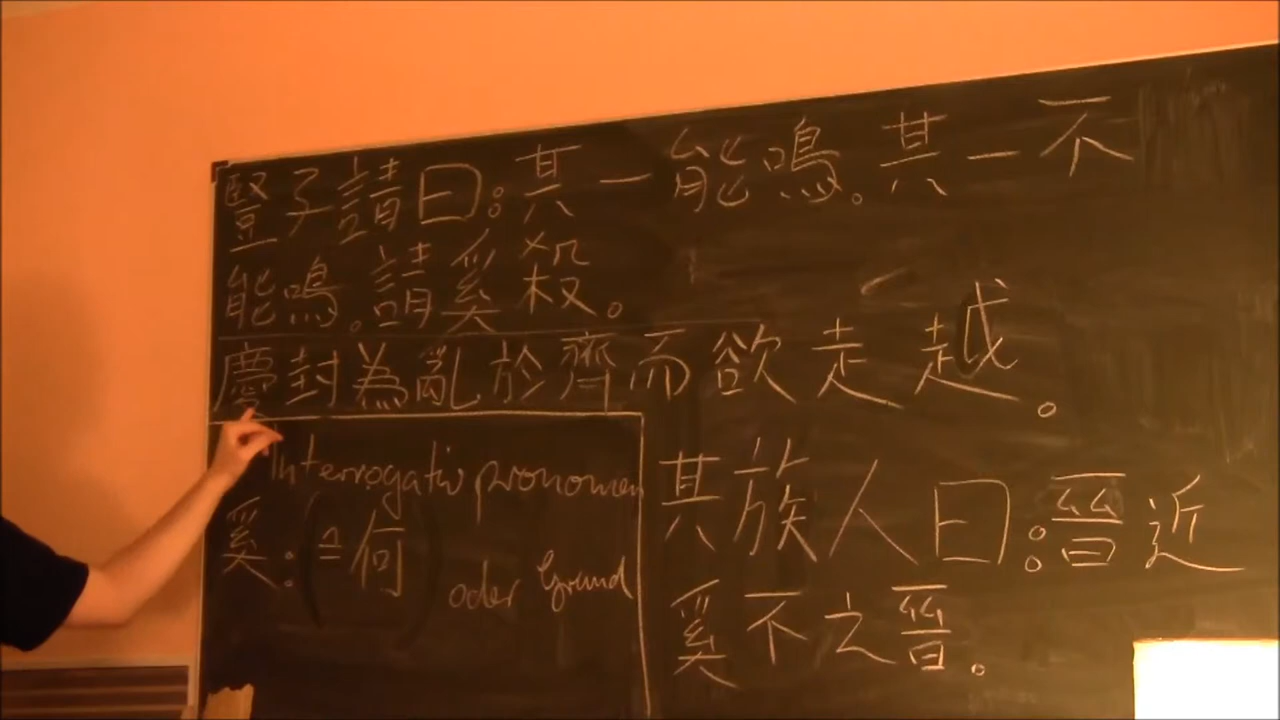 豎子請曰:其一能鳴。其一不
能鳴。請奚殺。
慶封為亂於齊而欲走越。
Interrogativpronomen
奚:(≙何) oder Grund
其族人曰:晉近
奚不之晉。